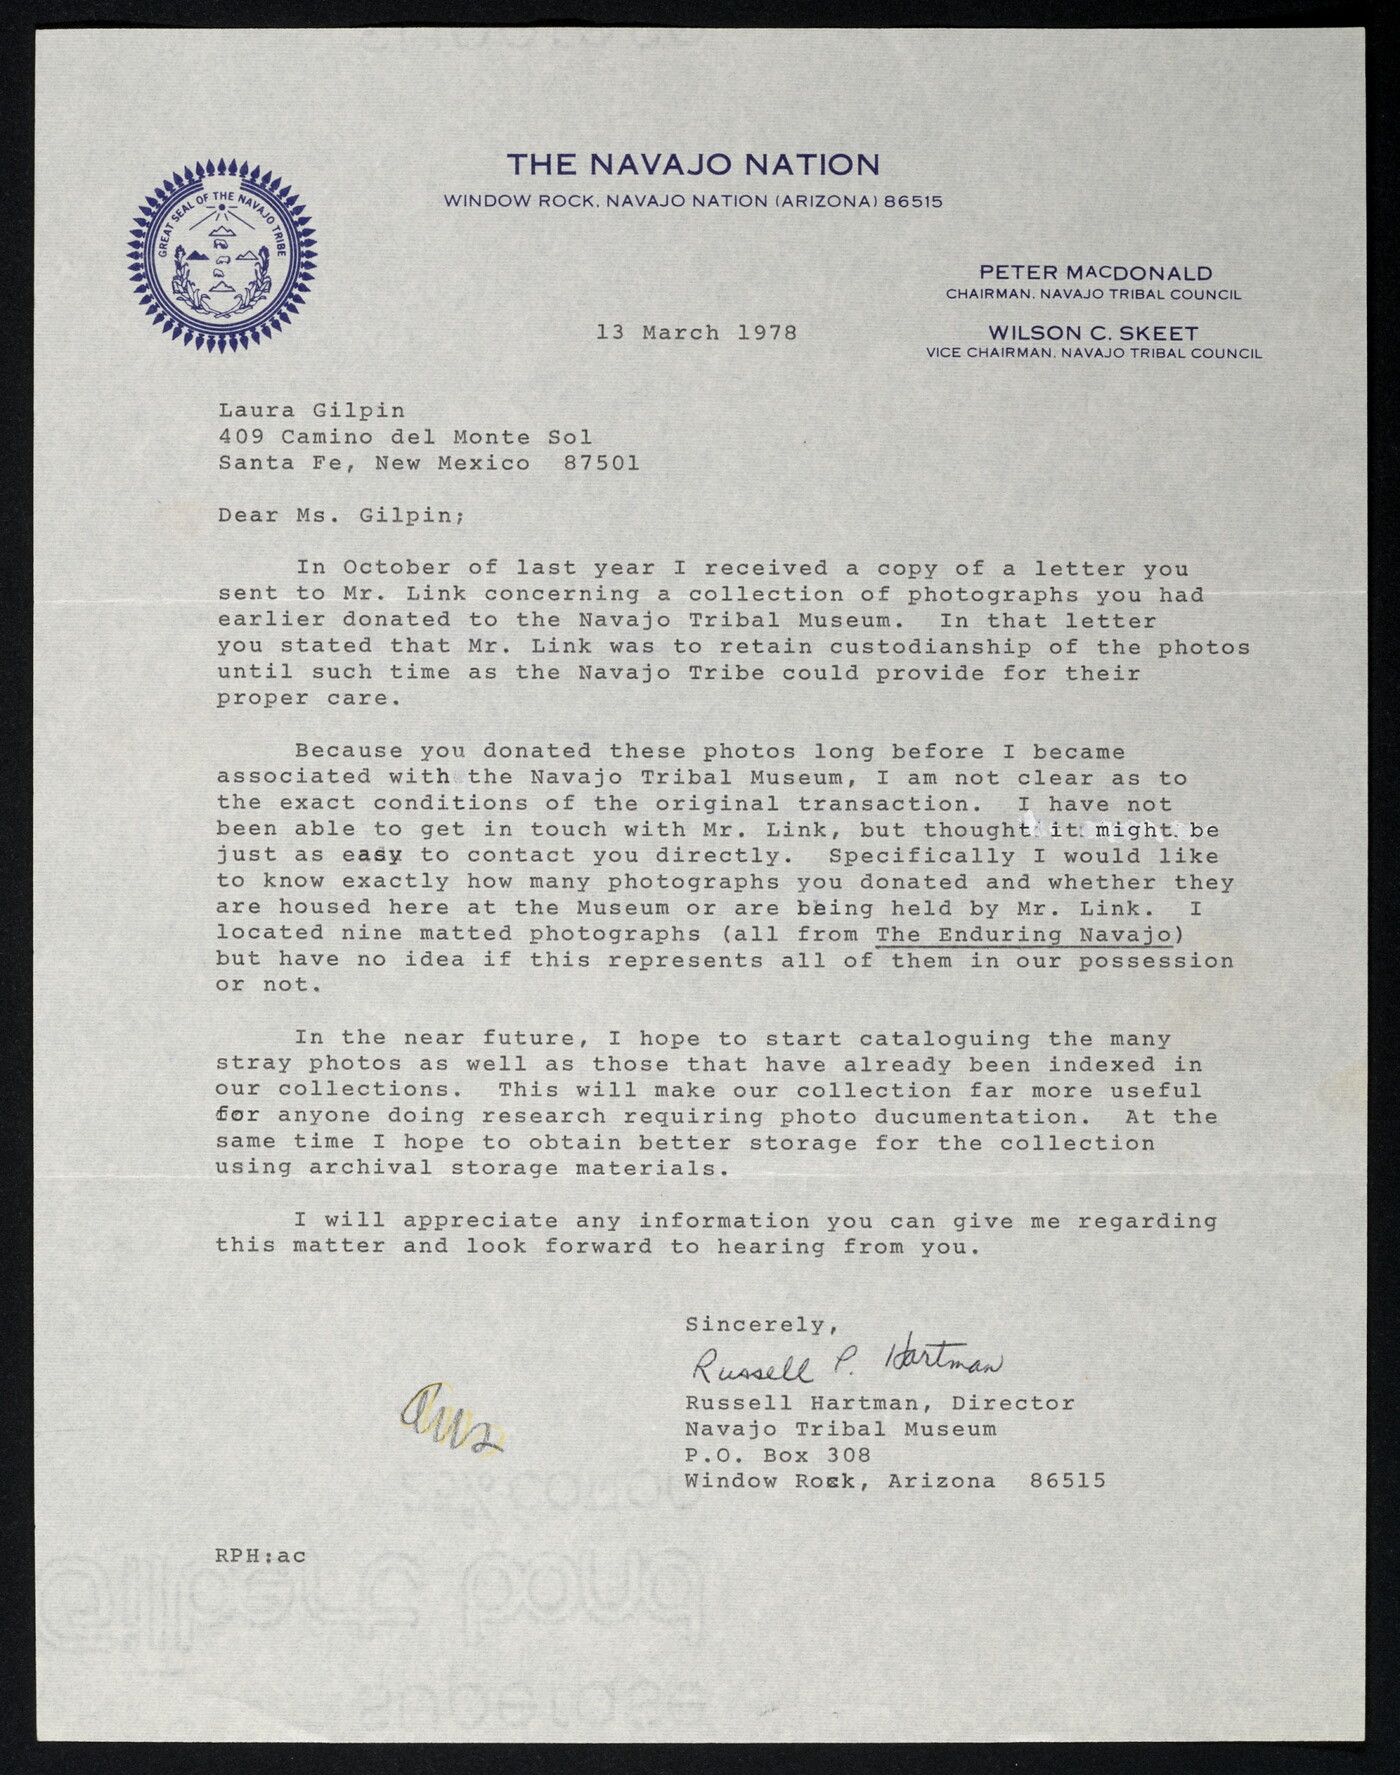 THE NAVAJO NATION
WINDOW ROCK, NAVAJO NATION (ARIZONA) 86515
GREAT SEAL OF THE NAVAJO TRIBE
PETER MACDONALD
CHAIRMAN, NAVAJO TRIBAL COUNCIL
WILSON C. SKEET
VICE CHAIRMAN, NAVAJO TRIBAL COUNCIL
13 March 1978
Laura Gilpin
409 Camino del Monte Sol
Santa Fe, New Mexico 87501
Dear Ms. Gilpin;
In October of last year I received a copy of a letter you
sent to Mr. Link concerning a collection of photographs you had
earlier donated to the Navajo Tribal Museum. In that letter
you stated that Mr. Link was to retain custodianship of the photos
until such time as the Navajo Tribe could provide for their
proper care.
Because you donated these photos long before I became
associated with the Navajo Tribal Museum, I am not clear as to
the exact conditions of the original transaction. I have not
been able to get in touch with Mr. Link, but thought it might be
just as easy to contact you directly. Specifically I would like
to know exactly how many photographs you donated and whether they
are housed here at the Museum or are being held by Mr. Link. I
located nine matted photographs (all from The Enduring Navajo)
but have no idea if this represents all of them in our possession
or not.
In the near future, I hope to start cataloguing the many
stray photos as well as those that have already been indexed in
our collections. This will make our collection far more useful
for anyone doing research requiring photo ducumentation. At the
same time I hope to obtain better storage for the collection
using archival storage materials.
I will appreciate any information you can give me regarding
this matter and look forward to hearing from you.
Sincerely,
Russell P. Hartman
Russell Hartman, Director
Navajo Tribal Museum
P.O. Box 308
Window Rock, Arizona 86515
RPH:ac